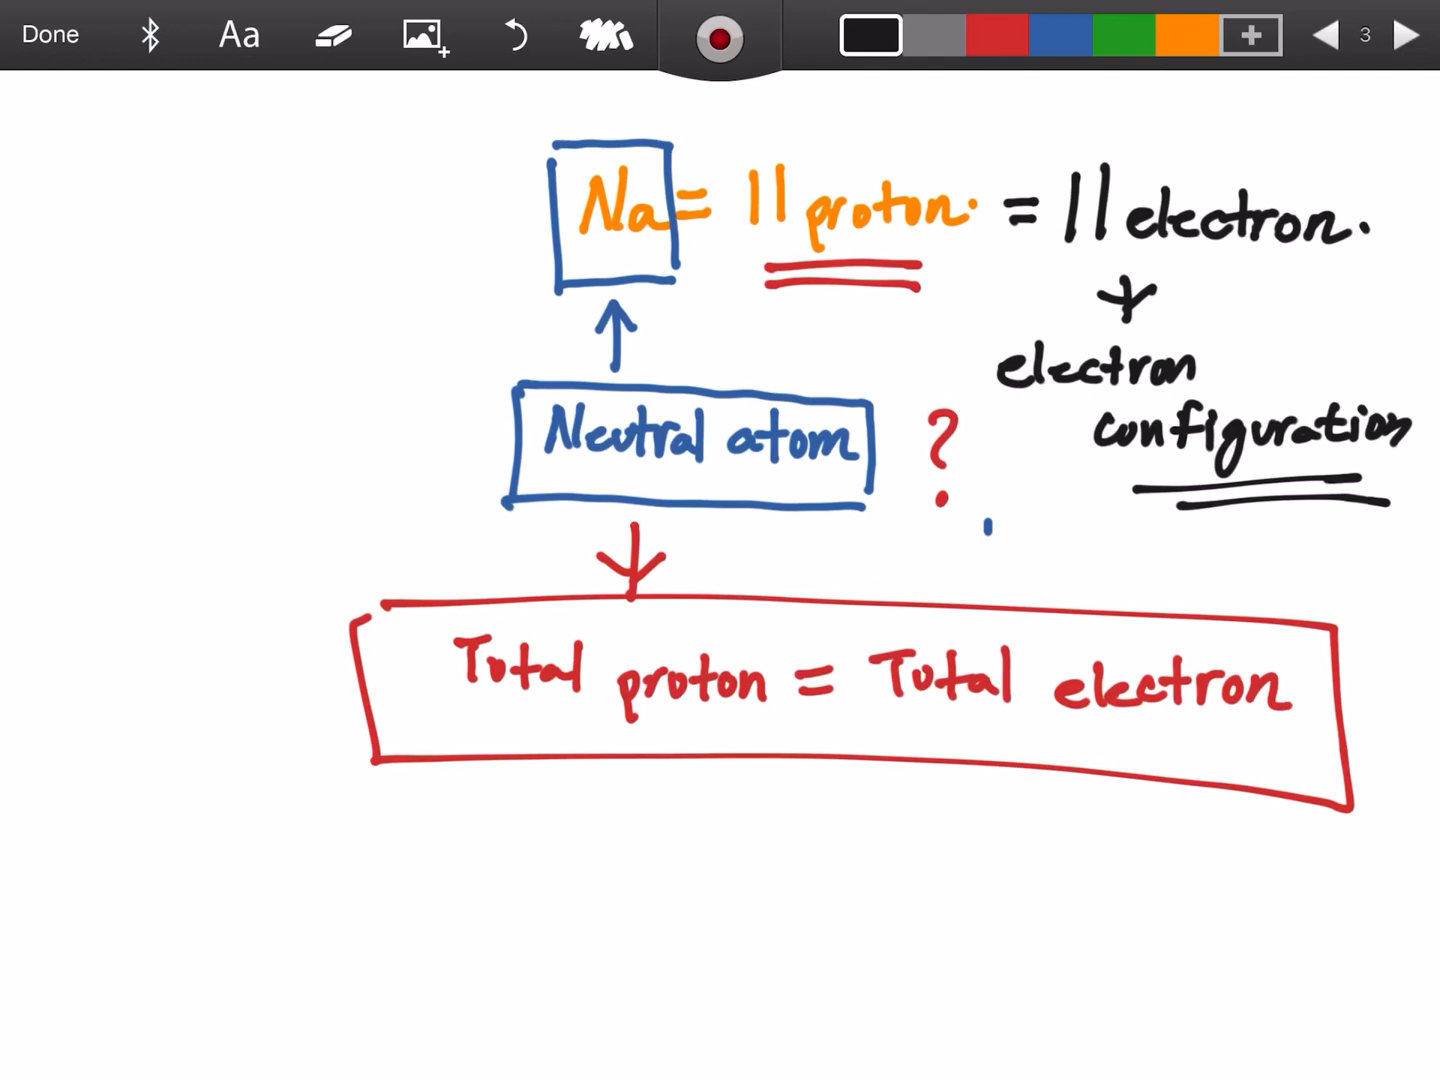 Done Aa 3
Na = 11 proton. = 11 electron.
electron
configuration
Neutral atom ?
Total proton = Total electron